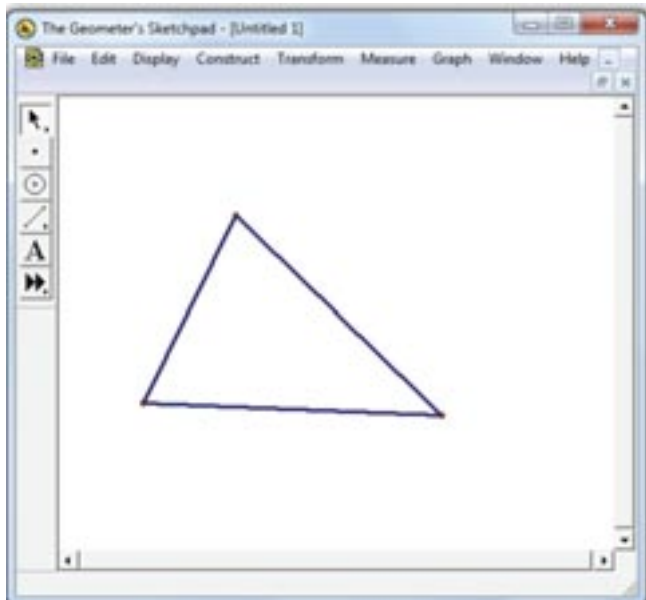 The Geometer's Sketchpad - [Untitled 1]
File Edit Display Construct Transform Measure Graph Window Help
A